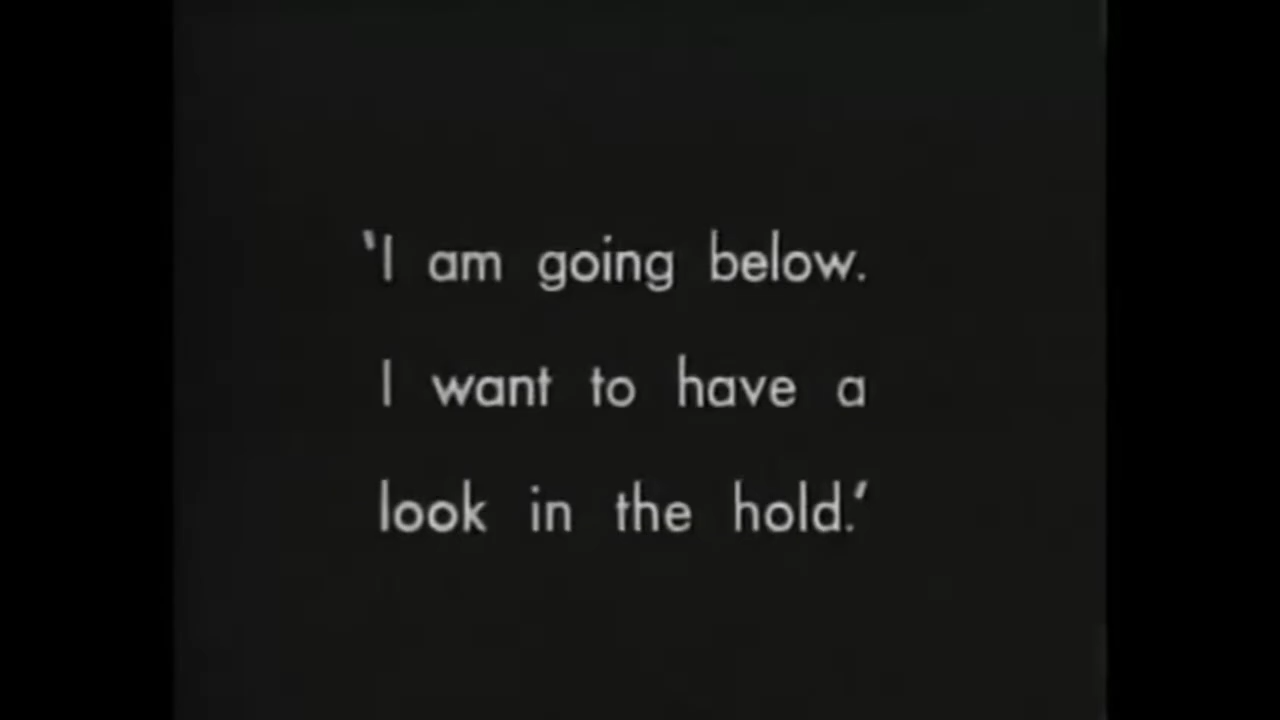 ‘I am going below.
I want to have a
look in the hold.’